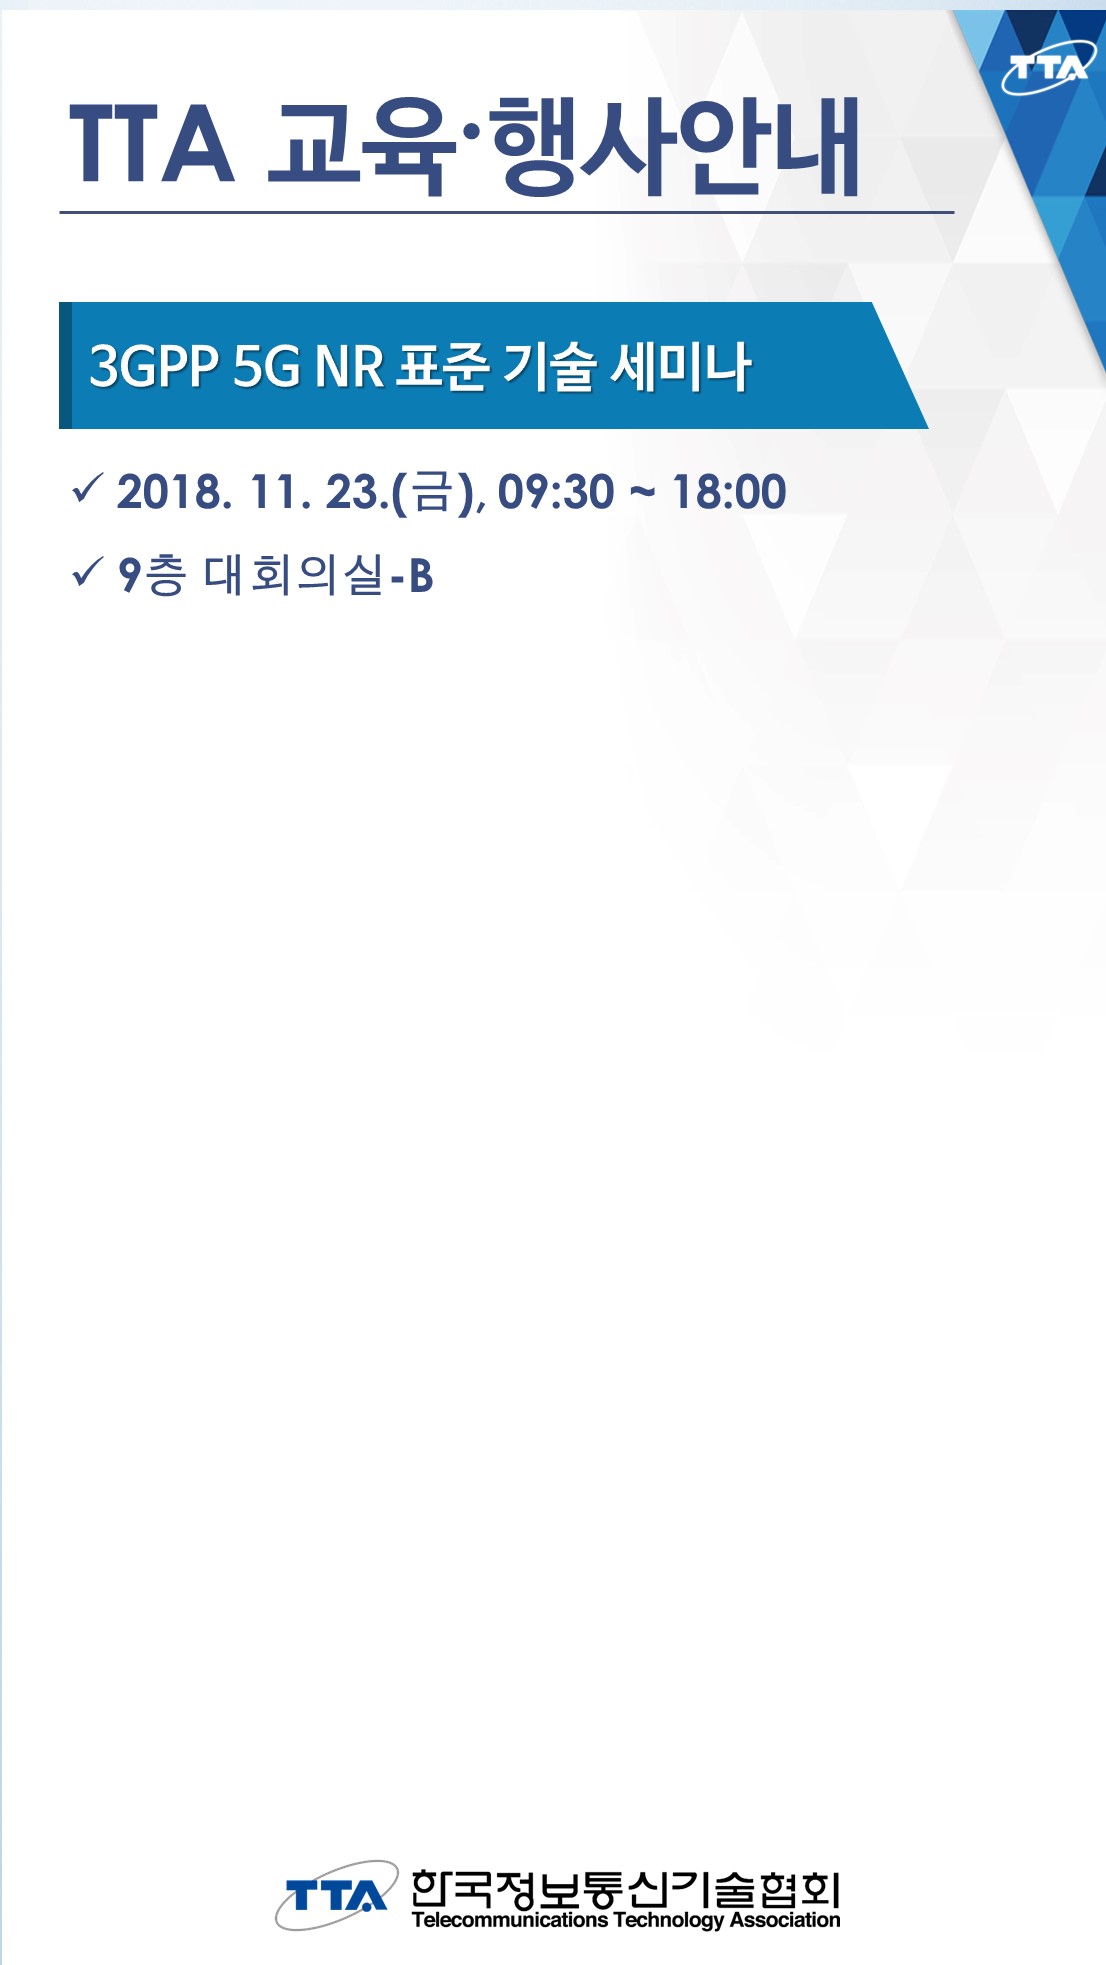 TTA
TTA 교육·행사안내
3GPP 5G NR 표준 기술 세미나
✓ 2018. 11. 23.(금), 09:30 ~ 18:00
✓ 9층 대회의실-B
TTA 한국정보통신기술협회
Telecommunications Technology Association